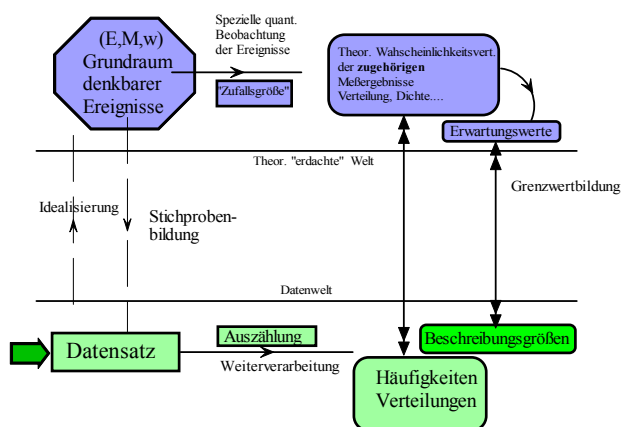 (E,M,w)
Grundraum
denkbarer
Ereignisse
Spezielle quant.
Beobachtung
der Ereignisse
"Zufallsgröße"
Theor. Wahrscheinlichkeitsvert.
der zugehörigen
Meßergebnisse
Verteilung, Dichte....
Erwartungswerte
Theor. "erdachte" Welt
Idealisierung
Stichproben-
bildung
Grenzwertbildung
Datenwelt
Datensatz
Auszählung
Weiterverarbeitung
Beschreibungsgrößen
Häufigkeiten
Verteilungen